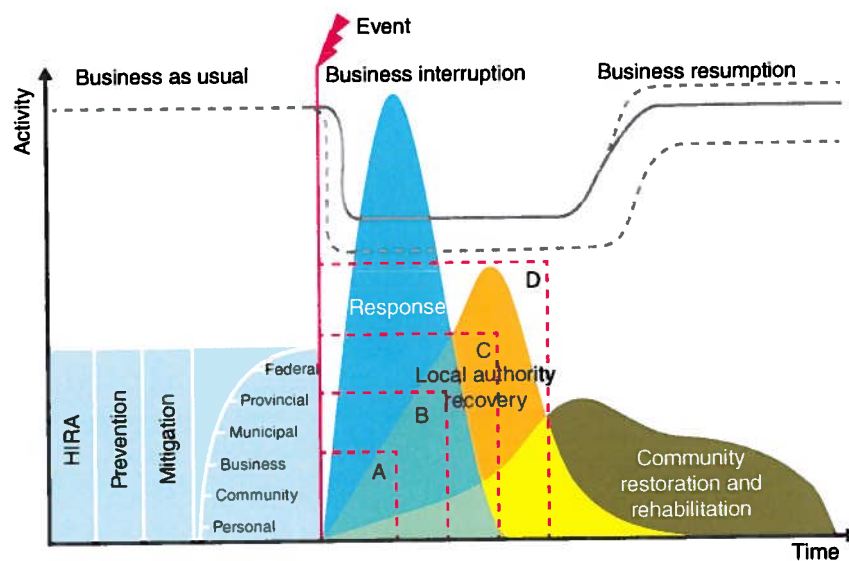 Event
Business as usual
Business interruption
Business resumption
Activity
D
Response
C
Local authority
recovery
Federal
Provincial
B
Municipal
Business
A
Community
Personal
HIRA
Prevention
Mitigation
Community
restoration and
rehabilitation
Time